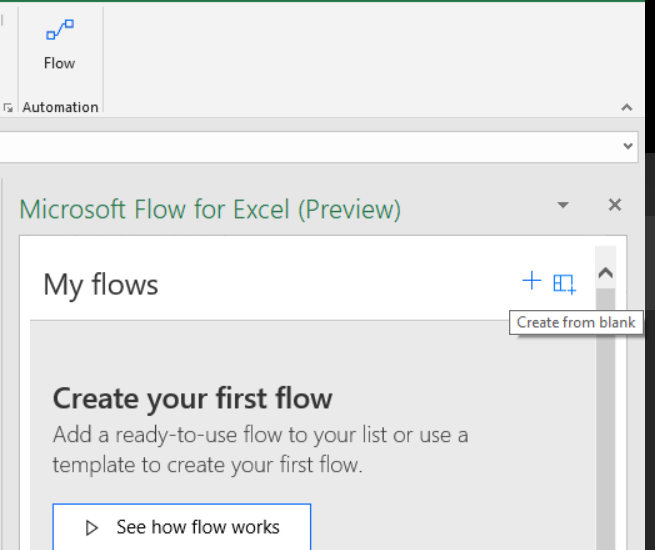 Flow
Automation
Microsoft Flow for Excel (Preview)
My flows
Create from blank
Create your first flow
Add a ready-to-use flow to your list or use a
template to create your first flow.
See how flow works